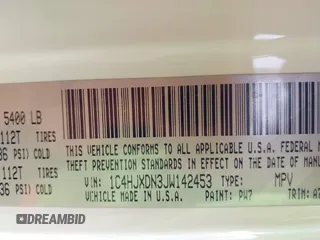 5400 LB
112T TIRES
36 PSI) COLD
112T TIRES
36 PSI) COLD
THIS VEHICLE CONFORMS TO ALL APPLICABLE U.S.A. FEDERAL M
THEFT PREVENTION STANDARDS IN EFFECT ON THE DATE OF MANU
VIN: 1C4HJXDN3JW142453 TYPE: MPV
VEHICLE MADE IN U.S.A. PAINT: PW7 TRIM: A7
DREAMBID